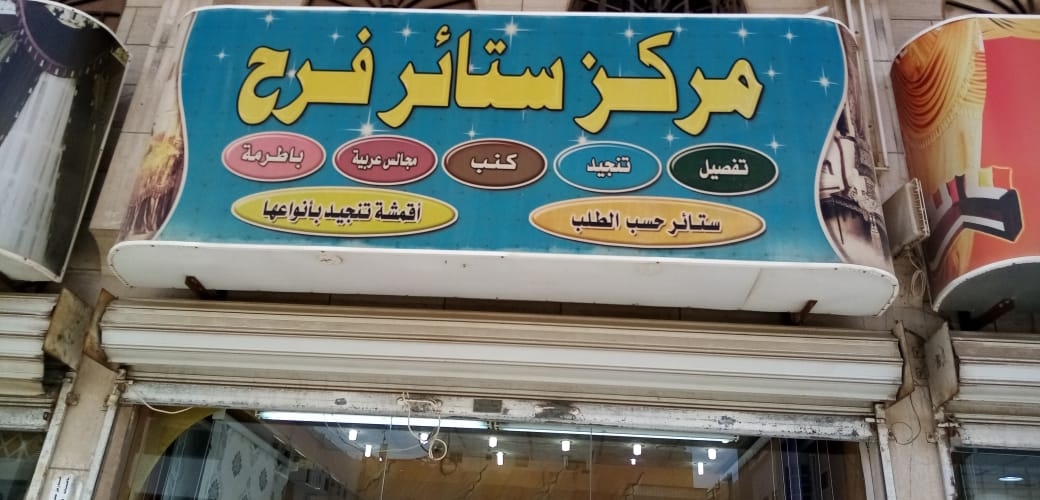 مركز ستائر فرح
تفصيل تنجيد كنب مجالس عربية باطرمة
ستائر حسب الطلب أقمشة تنجيد بأنواعها